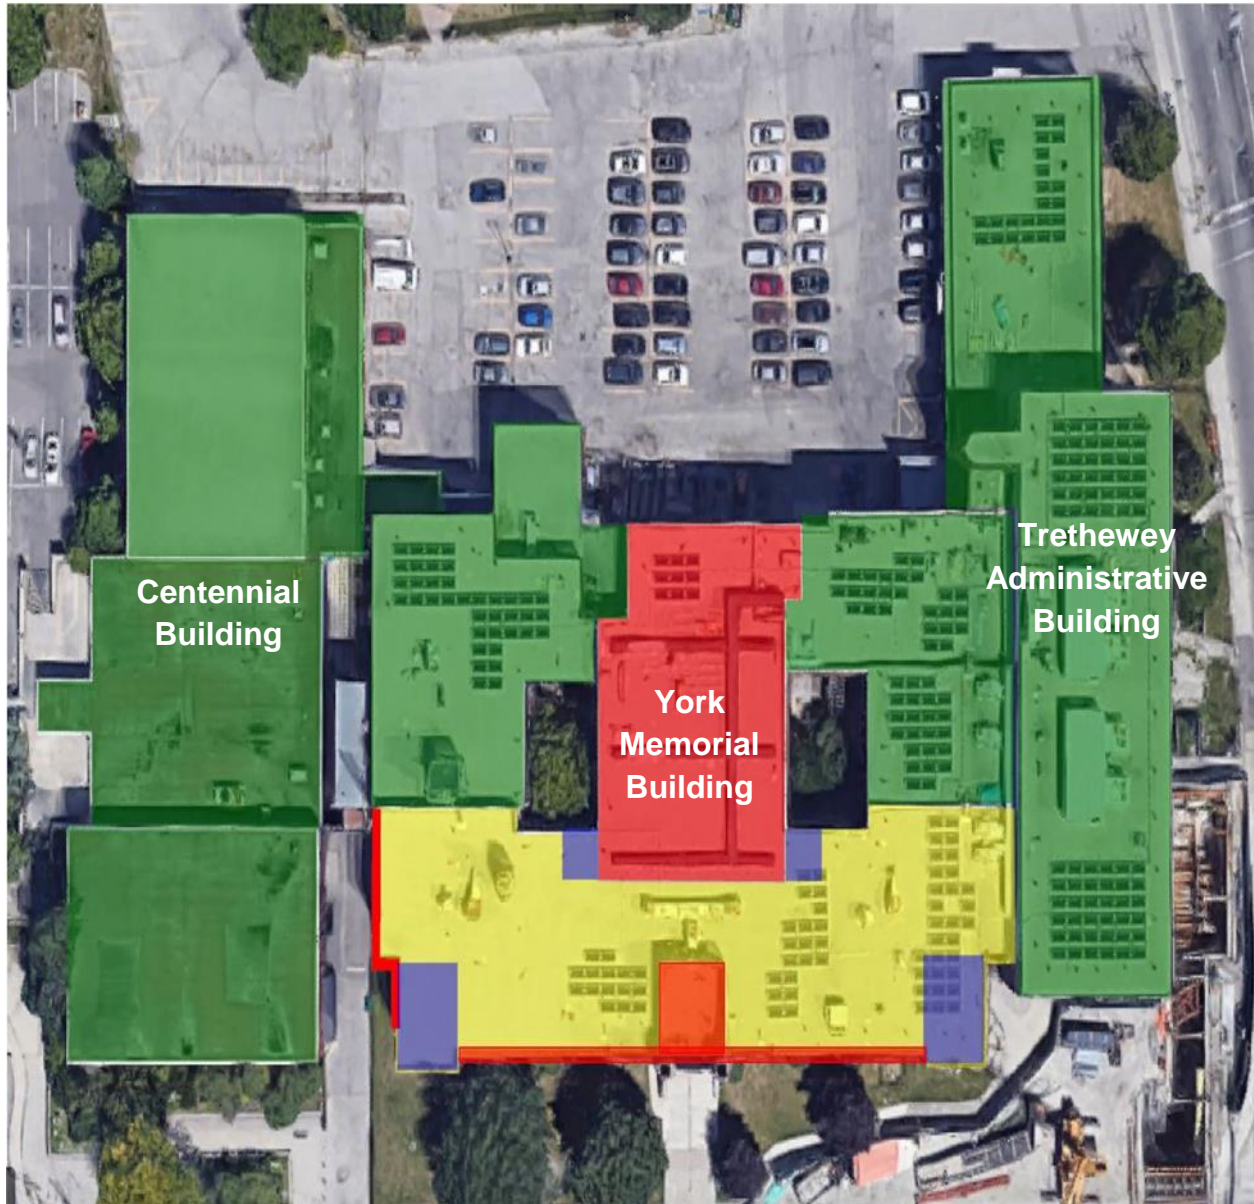 Centennial
Building
York
Memorial
Building
Trethewey
Administrative
Building